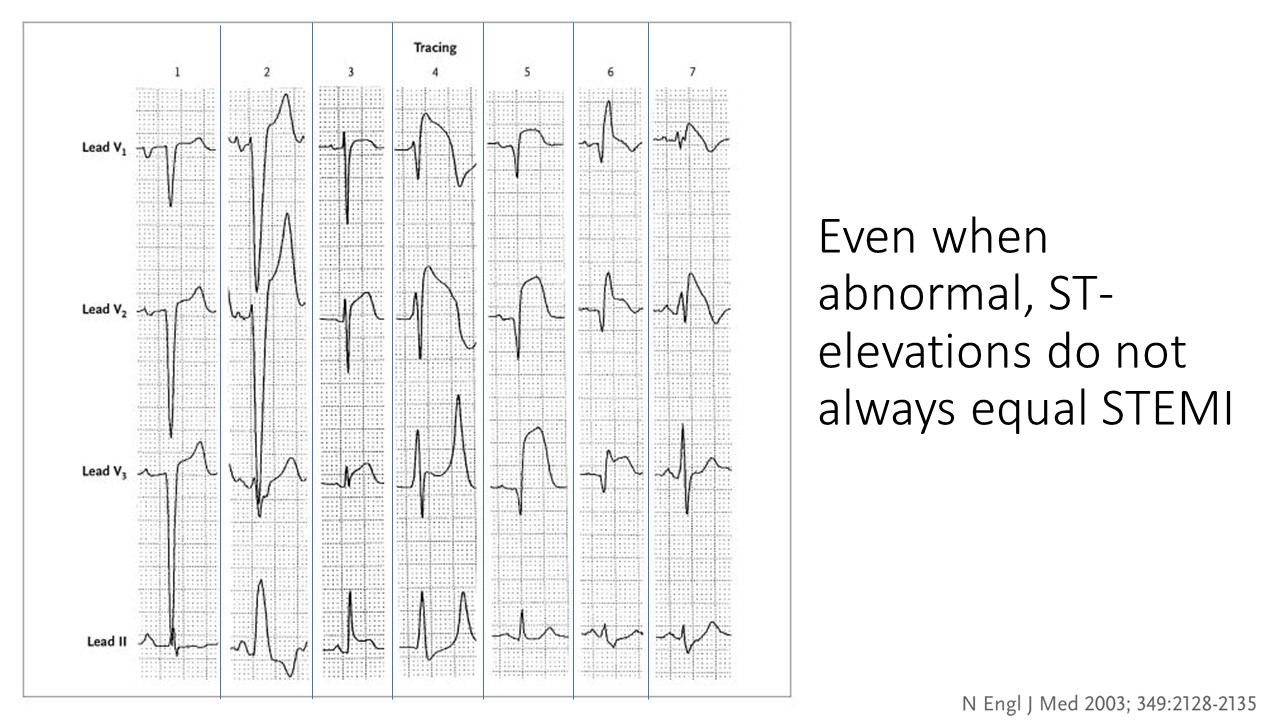 Tracing
1 2 3 4 5 6 7
Lead V1
Lead V2
Lead V3
Lead II
Even when
abnormal, ST-
elevations do not
always equal STEMI
N Engl J Med 2003; 349:2128-2135